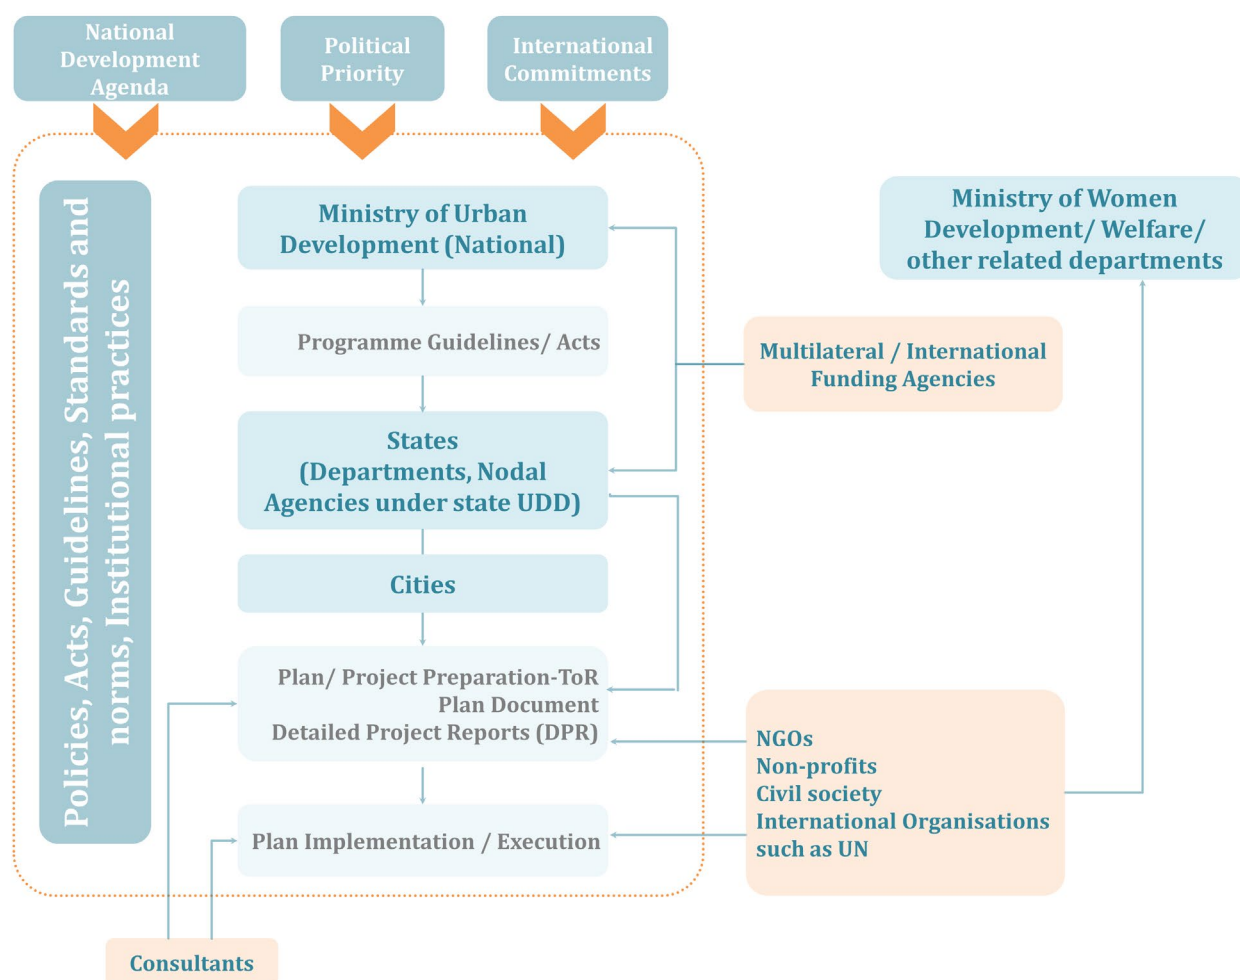 National
Development
Agenda
Political
Priority
International
Commitments
Policies, Acts, Guidelines, Standards and
norms, Institutional practices
Ministry of Urban
Development (National)
Programme Guidelines/ Acts
States
(Departments, Nodal
Agencies under state UDD)
Cities
Plan/ Project Preparation-ToR
Plan Document
Detailed Project Reports (DPR)
Plan Implementation / Execution
Consultants
Ministry of Women
Development/ Welfare/
other related departments
Multilateral / International
Funding Agencies
NGOs
Non-profits
Civil society
International Organisations
such as UN